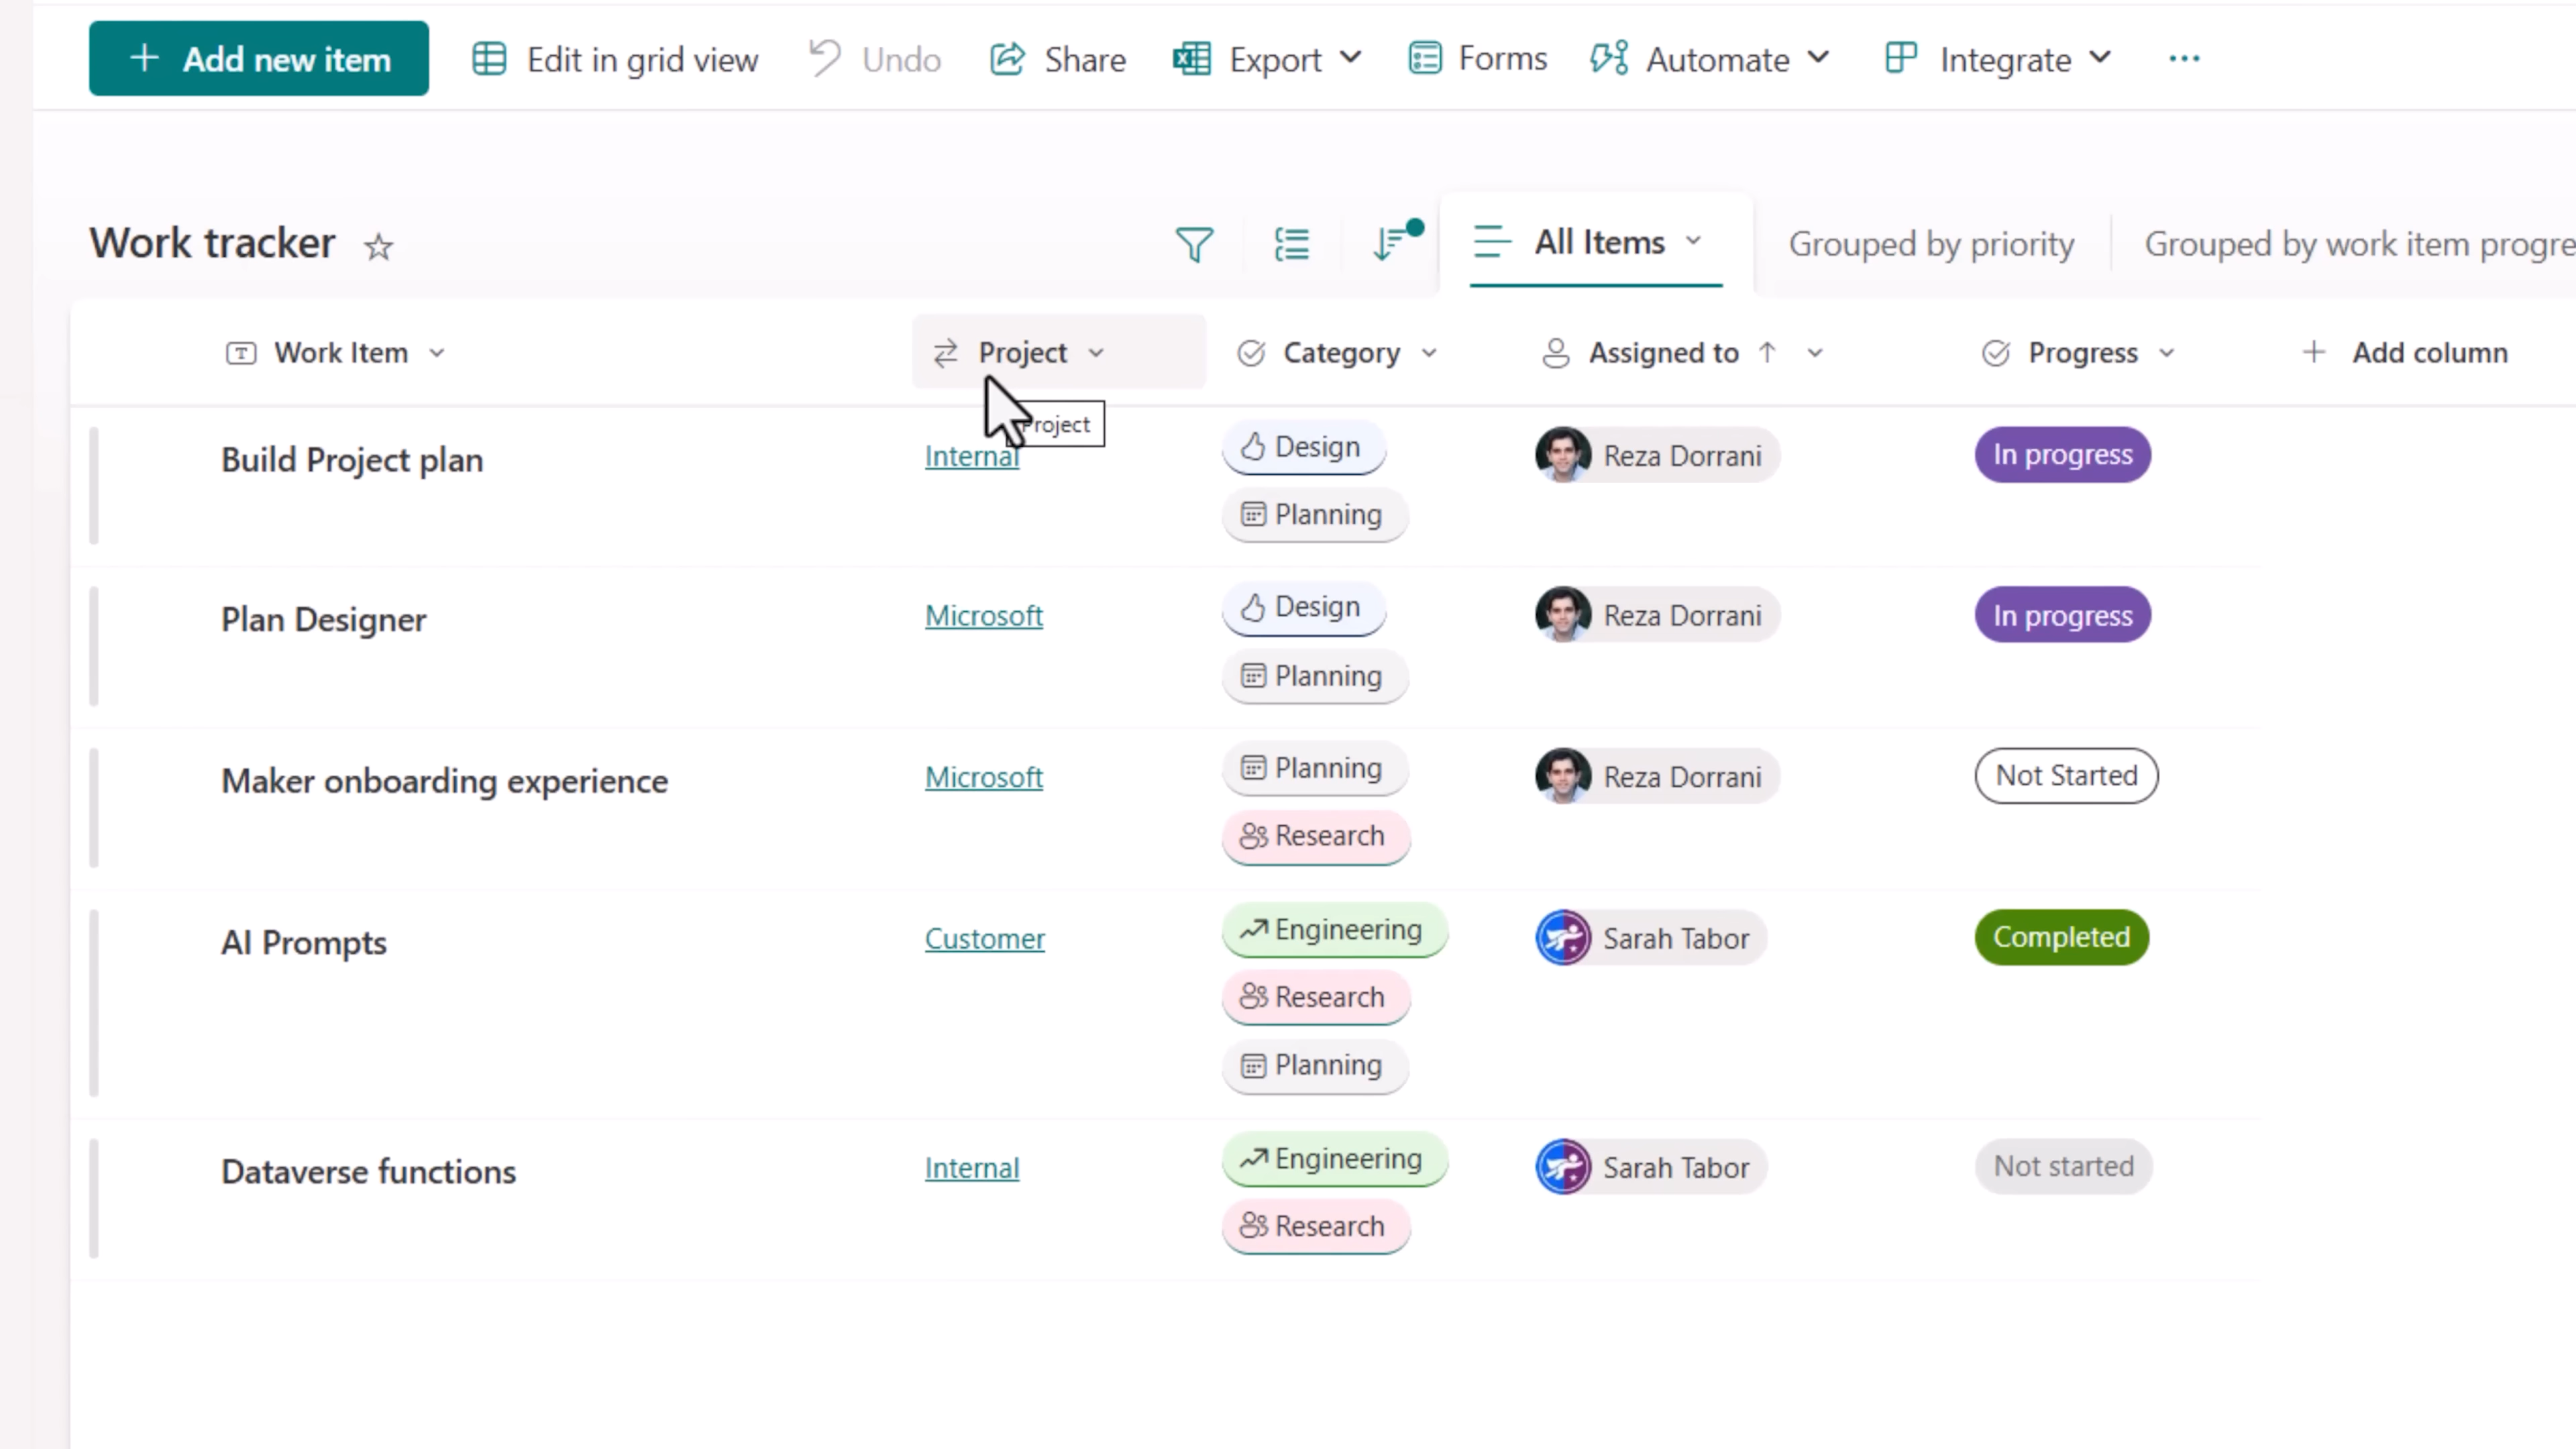 Add new item Edit in grid view Undo Share Export Forms Automate Integrate ...
Work tracker All Items Grouped by priority Grouped by work item progre
Work Item Project Category Assigned to Progress Add column
Project
Build Project plan Internal Design Reza Dorrani In progress
Planning
Plan Designer Microsoft Design Reza Dorrani In progress
Planning
Maker onboarding experience Microsoft Planning Reza Dorrani Not Started
Research
AI Prompts Customer Engineering Sarah Tabor Completed
Research
Planning
Dataverse functions Internal Engineering Sarah Tabor Not started
Research